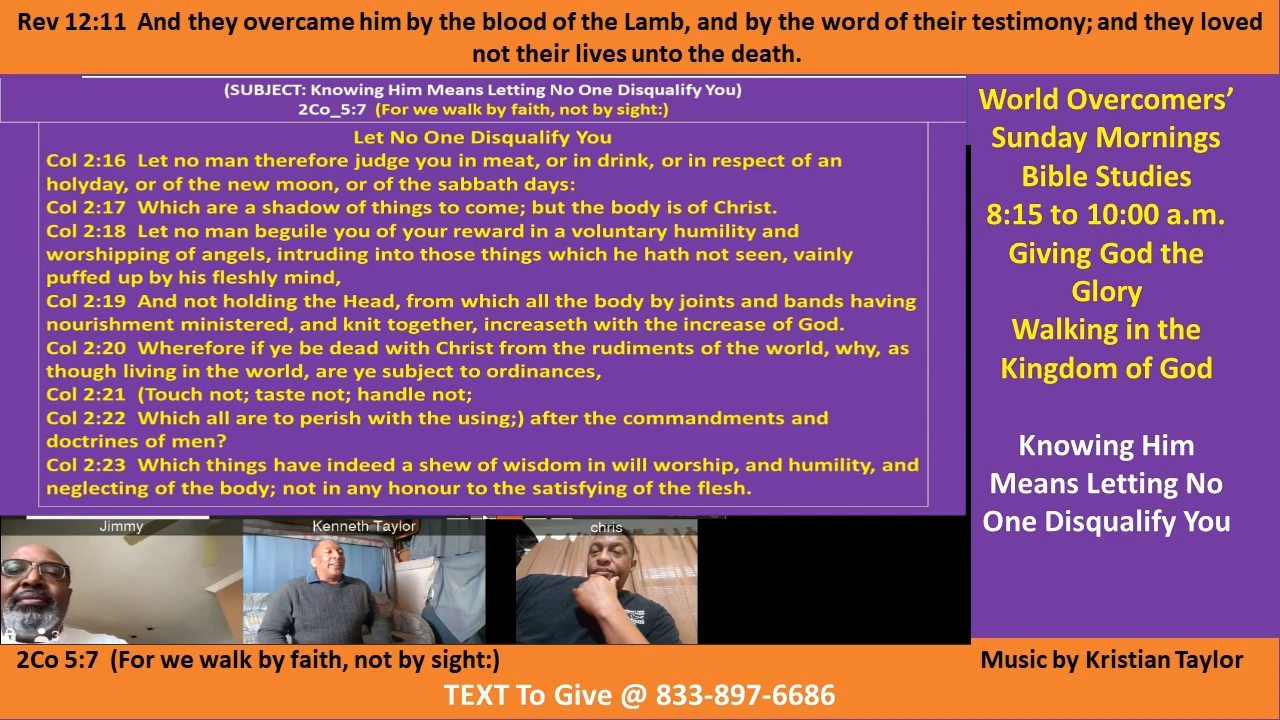 Rev 12:11 And they overcame him by the blood of the Lamb, and by the word of their testimony; and they loved
not their lives unto the death.
(SUBJECT: Knowing Him Means Letting No One Disqualify You)
2Co_5:7 (For we walk by faith, not by sight:)
Let No One Disqualify You
Col 2:16 Let no man therefore judge you in meat, or in drink, or in respect of an
holyday, or of the new moon, or of the sabbath days:
Col 2:17 Which are a shadow of things to come; but the body is of Christ.
Col 2:18 Let no man beguile you of your reward in a voluntary humility and
worshipping of angels, intruding into those things which he hath not seen, vainly
puffed up by his fleshly mind,
Col 2:19 And not holding the Head, from which all the body by joints and bands having
nourishment ministered, and knit together, increaseth with the increase of God.
Col 2:20 Wherefore if ye be dead with Christ from the rudiments of the world, why, as
though living in the world, are ye subject to ordinances,
Col 2:21 (Touch not; taste not; handle not;
Col 2:22 Which all are to perish with the using;) after the commandments and
doctrines of men?
Col 2:23 Which things have indeed a shew of wisdom in will worship, and humility, and
neglecting of the body; not in any honour to the satisfying of the flesh.
World Overcomers’
Sunday Mornings
Bible Studies
8:15 to 10:00 a.m.
Giving God the
Glory
Walking in the
Kingdom of God
Knowing Him
Means Letting No
One Disqualify You
Jimmy
Kenneth Taylor
chris
3
2Co 5:7 (For we walk by faith, not by sight:)
Music by Kristian Taylor
TEXT To Give @ 833-897-6686